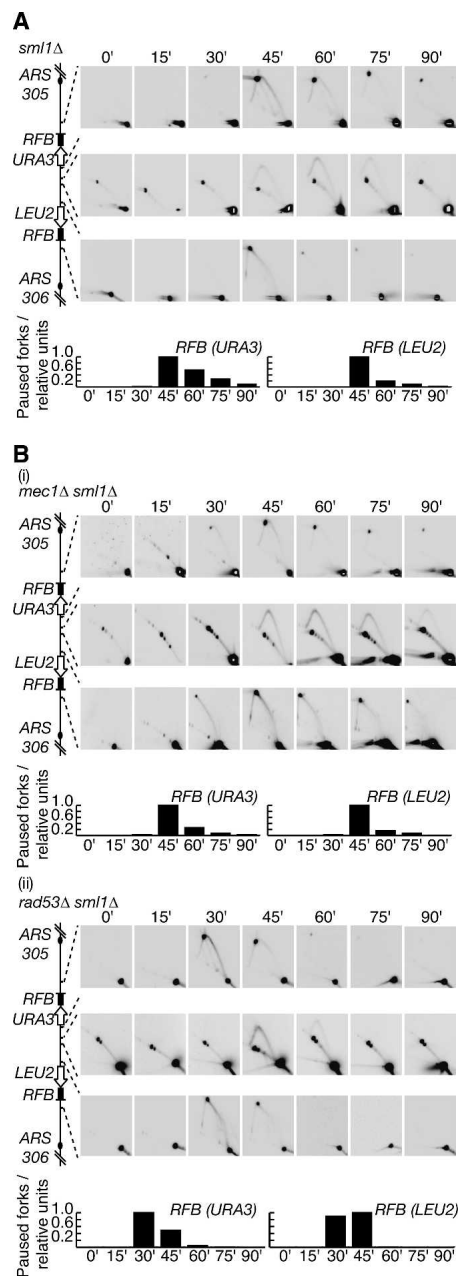 A
sml1Δ
0' 15' 30' 45' 60' 75' 90'
ARS
305
RFB
URA3
LEU2
RFB
ARS
306
Paused forks /
relative units
1.0
0.6
0.2
RFB (URA3)
0' 15' 30' 45' 60' 75' 90'
RFB (LEU2)
0' 15' 30' 45' 60' 75' 90'
B
(i)
mec1Δ sml1Δ
0' 15' 30' 45' 60' 75' 90'
ARS
305
RFB
URA3
LEU2
RFB
ARS
306
Paused forks /
relative units
1.0
0.6
0.2
RFB (URA3)
0' 15' 30' 45' 60' 75' 90'
RFB (LEU2)
0' 15' 30' 45' 60' 75' 90'
(ii)
rad53Δ sml1Δ
0' 15' 30' 45' 60' 75' 90'
ARS
305
RFB
URA3
LEU2
RFB
ARS
306
Paused forks /
relative units
1.0
0.6
0.2
RFB (URA3)
0' 15' 30' 45' 60' 75' 90'
RFB (LEU2)
0' 15' 30' 45' 60' 75' 90'